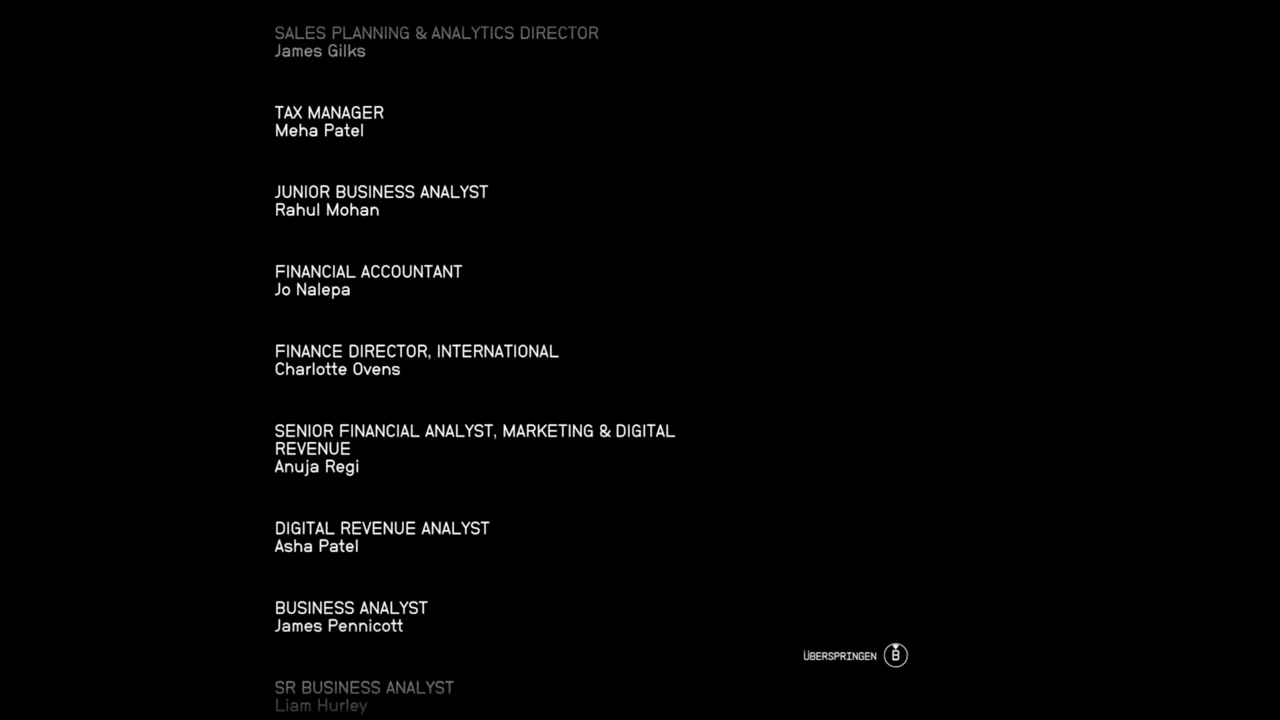 SALES PLANNING & ANALYTICS DIRECTOR
James Gilks
TAX MANAGER
Meha Patel
JUNIOR BUSINESS ANALYST
Rahul Mohan
FINANCIAL ACCOUNTANT
Jo Nalepa
FINANCE DIRECTOR, INTERNATIONAL
Charlotte Ovens
SENIOR FINANCIAL ANALYST, MARKETING & DIGITAL
REVENUE
Anuja Regi
DIGITAL REVENUE ANALYST
Asha Patel
BUSINESS ANALYST
James Pennicott
ÜBERSPRINGEN B
SR BUSINESS ANALYST
Liam Hurley